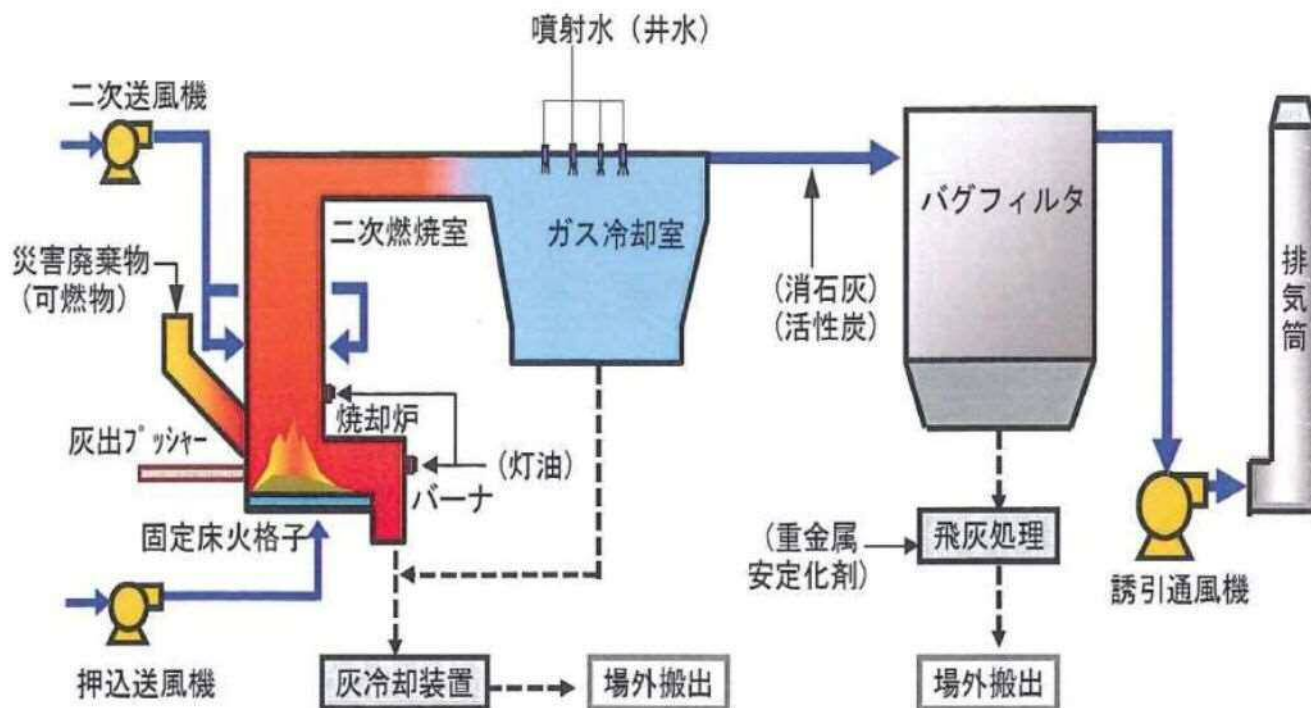 噴射水（井水）
二次送風機
二次燃焼室
ガス冷却室
バグフィルタ
災害廃棄物
(可燃物)
(消石灰)
(活性炭)
排気筒
焼却炉
灰出プッシャー
(灯油)
バーナ
固定床火格子
(重金属
安定化剤)
飛灰処理
誘引通風機
押込送風機
灰冷却装置
場外搬出
場外搬出